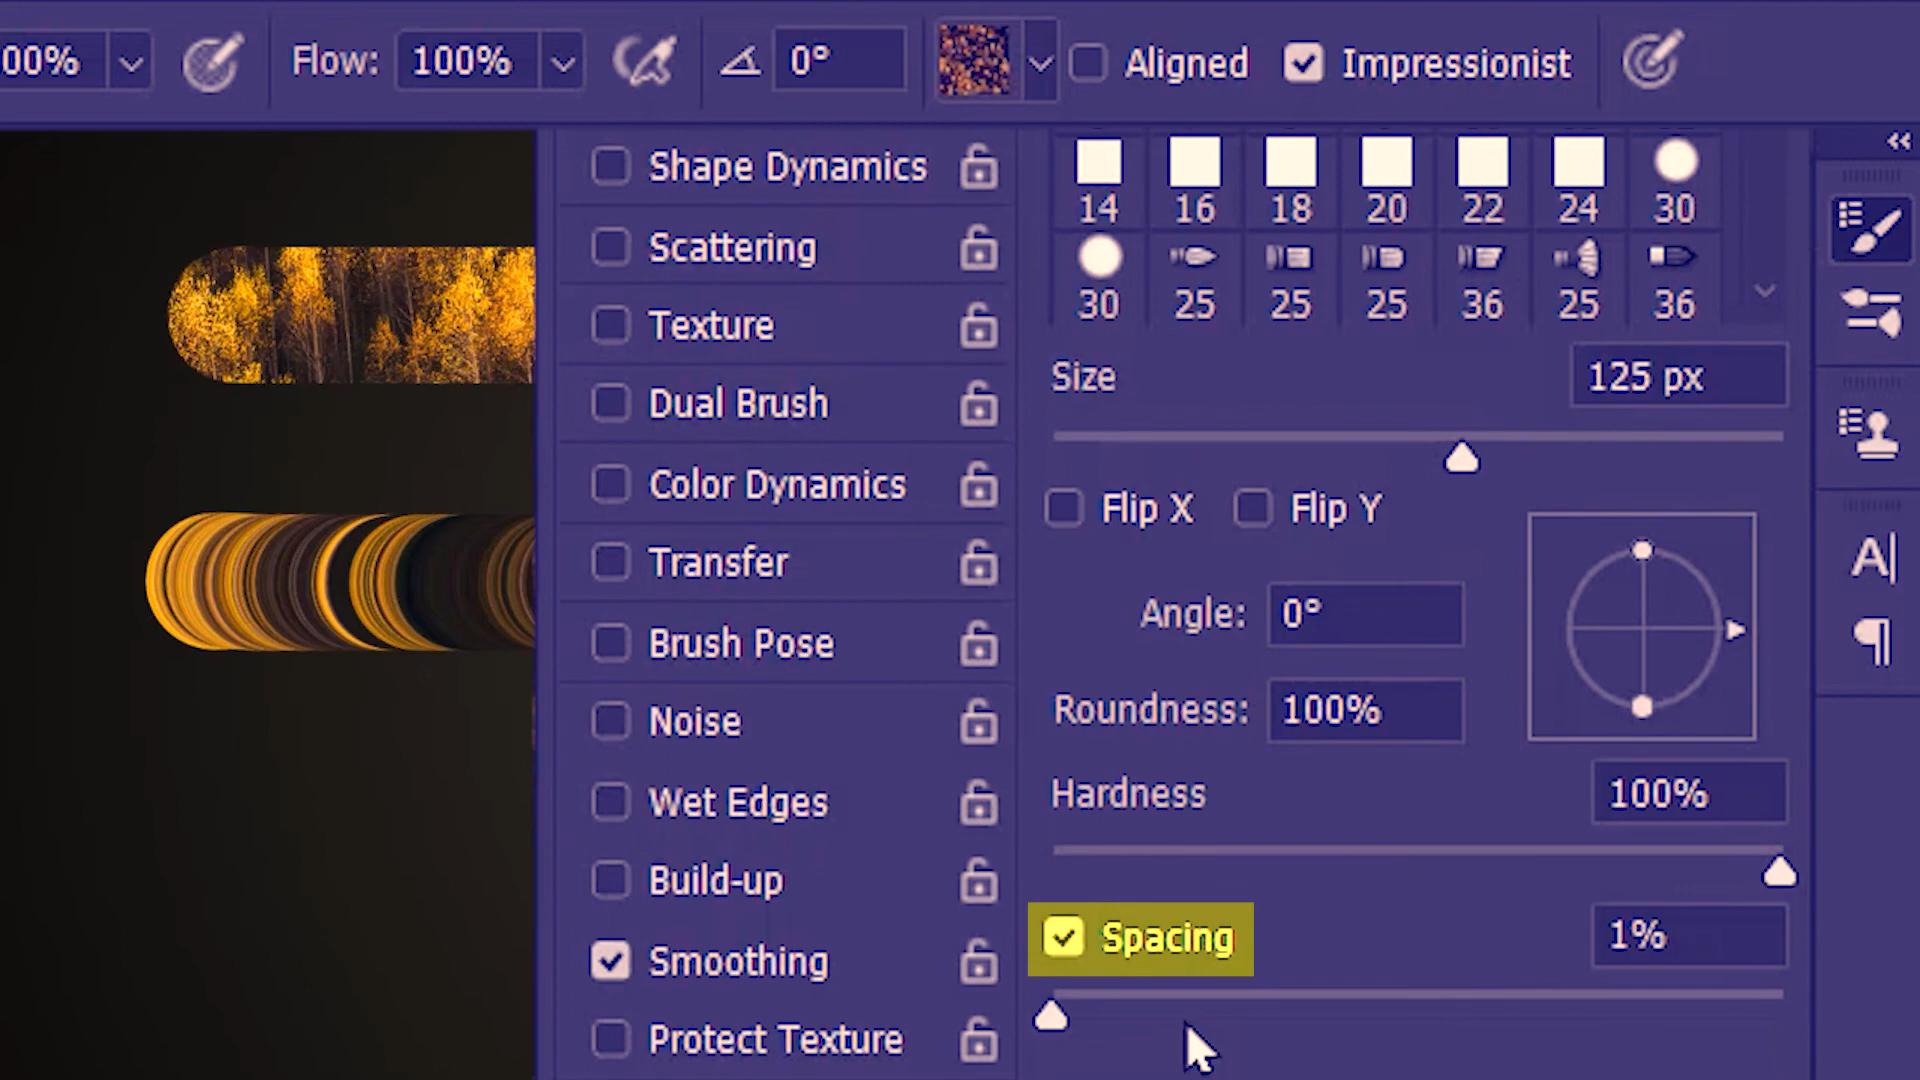 00% Flow: 100% 0° Aligned Impressionist
Shape Dynamics
Scattering
Texture
Dual Brush
Color Dynamics
Transfer
Brush Pose
Noise
Wet Edges
Build-up
Smoothing
Protect Texture
14 16 18 20 22 24 30
30 25 25 25 36 25 36
Size 125 px
Flip X Flip Y
Angle: 0°
Roundness: 100%
Hardness 100%
Spacing 1%